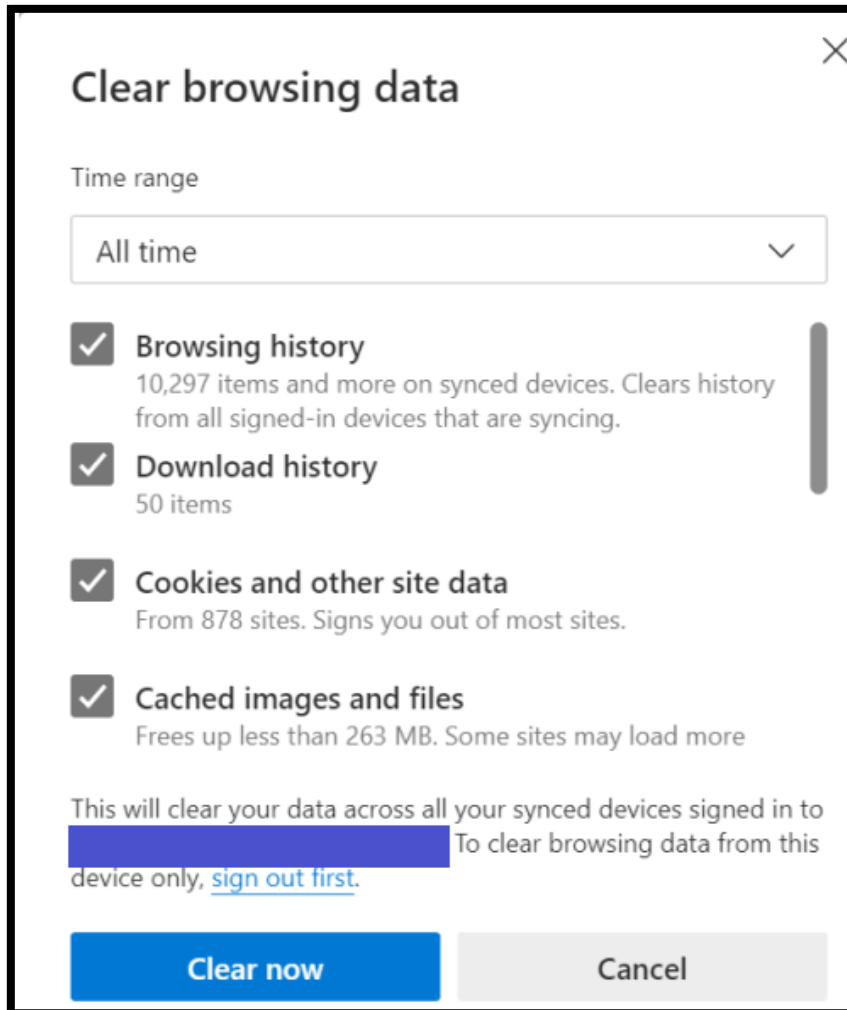 Clear browsing data
Time range
All time
Browsing history
10,297 items and more on synced devices. Clears history
from all signed-in devices that are syncing.
Download history
50 items
Cookies and other site data
From 878 sites. Signs you out of most sites.
Cached images and files
Frees up less than 263 MB. Some sites may load more
This will clear your data across all your synced devices signed in to
To clear browsing data from this
device only, sign out first.
Clear now Cancel